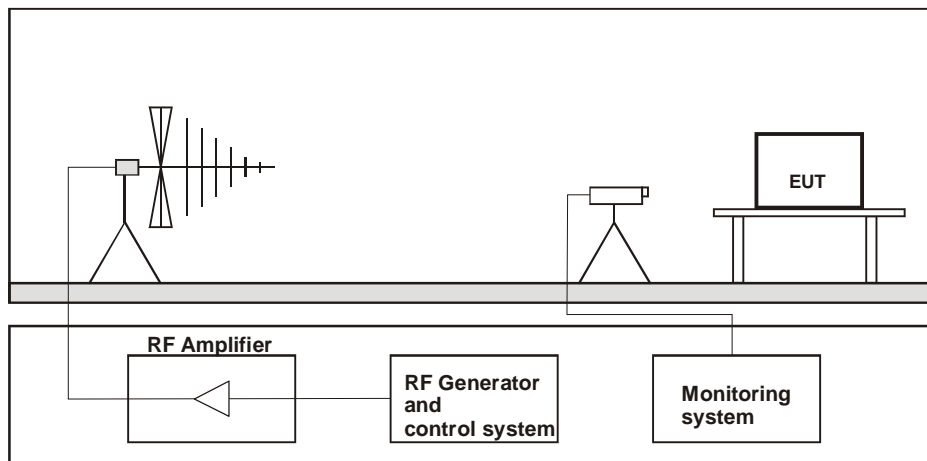 EUT
RF Amplifier
RF Generator
and
control system
Monitoring
system